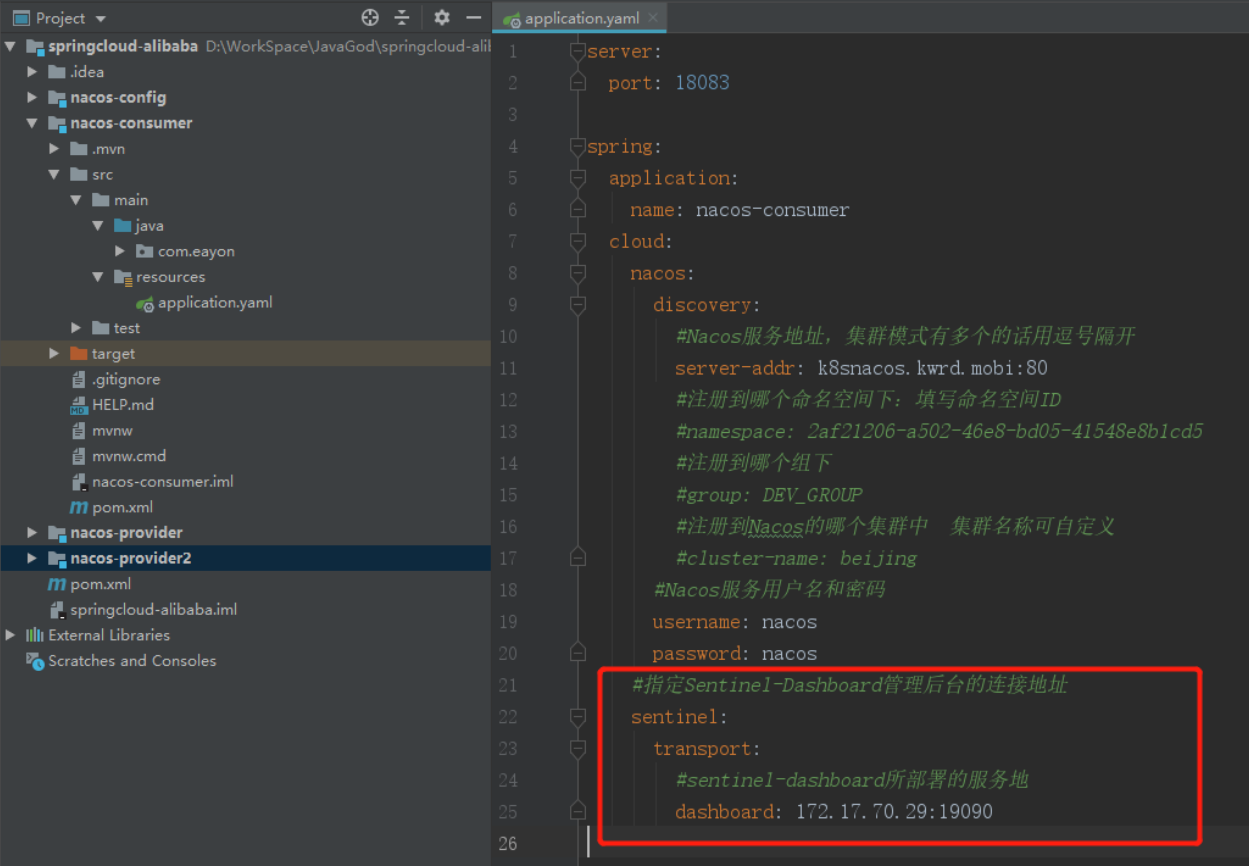 Project
springcloud-alibaba D:\WorkSpace\JavaGod\springcloud-ali
.idea
nacos-config
nacos-consumer
.mvn
src
main
java
com.eayon
resources
application.yaml
test
target
.gitignore
HELP.md
mvnw
mvnw.cmd
nacos-consumer.iml
pom.xml
nacos-provider
nacos-provider2
pom.xml
springcloud-alibaba.iml
External Libraries
Scratches and Consoles
application.yaml
1 server:
2 port: 18083
3
4 spring:
5 application:
6 name: nacos-consumer
7 cloud:
8 nacos:
9 discovery:
10 #Nacos服务地址，集群模式有多个的话用逗号隔开
11 server-addr: k8snacos.kwrd.mobi:80
12 #注册到哪个命名空间下：填写命名空间ID
13 #namespace: 2af21206-a502-46e8-bd05-41548e8b1cd5
14 #注册到哪个组下
15 #group: DEV_GROUP
16 #注册到Nacos的哪个集群中 集群名称可自定义
17 #cluster-name: beijing
18 #Nacos服务用户名和密码
19 username: nacos
20 password: nacos
21 #指定Sentinel-Dashboard管理后台的连接地址
22 sentinel:
23 transport:
24 #sentinel-dashboard所部署的服务地
25 dashboard: 172.17.70.29:19090
26